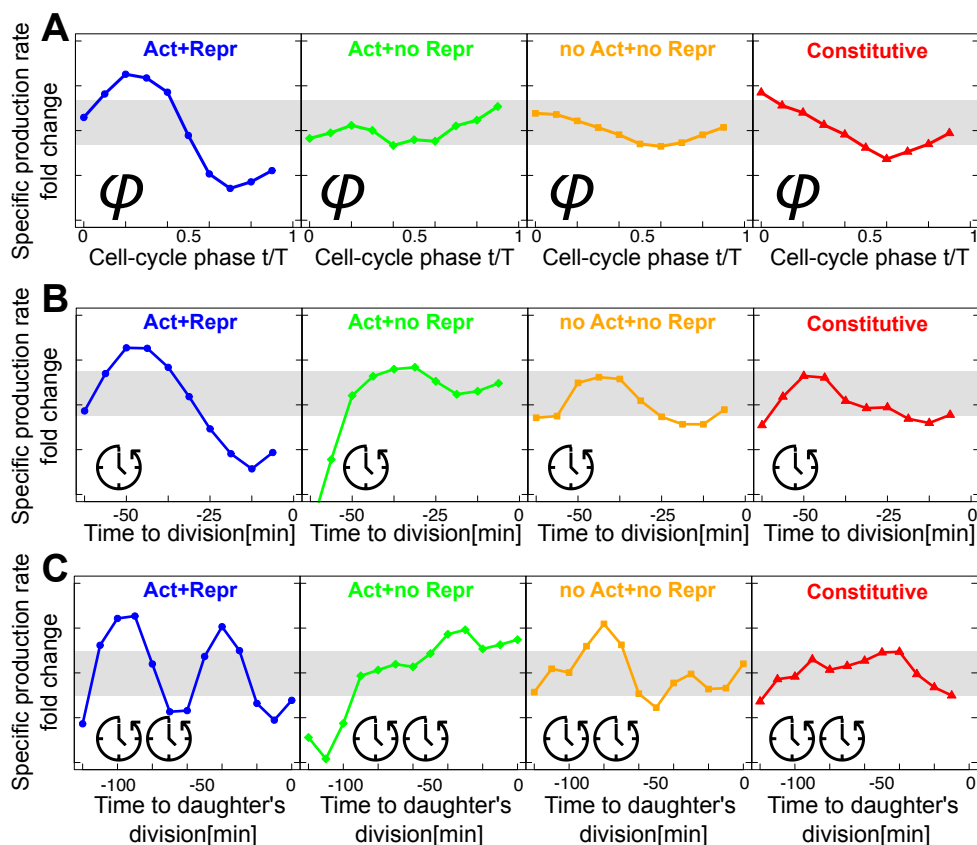 A
Act+Repr
Act+no Repr
no Act+no Repr
Constitutive
Specific production rate
fold change
φ
φ
φ
φ
0 0.5 1
0 0.5 1
0 0.5 1
0 0.5 1
Cell-cycle phase t/T
Cell-cycle phase t/T
Cell-cycle phase t/T
Cell-cycle phase t/T
B
Act+Repr
Act+no Repr
no Act+no Repr
Constitutive
Specific production rate
fold change
-50 -25 0
-50 -25 0
-50 -25 0
-50 -25 0
Time to division[min]
Time to division[min]
Time to division[min]
Time to division[min]
C
Act+Repr
Act+no Repr
no Act+no Repr
Constitutive
Specific production rate
fold change
-100 -50 0
-100 -50 0
-100 -50 0
-100 -50 0
Time to daughter's
division[min]
Time to daughter's
division[min]
Time to daughter's
division[min]
Time to daughter's
division[min]